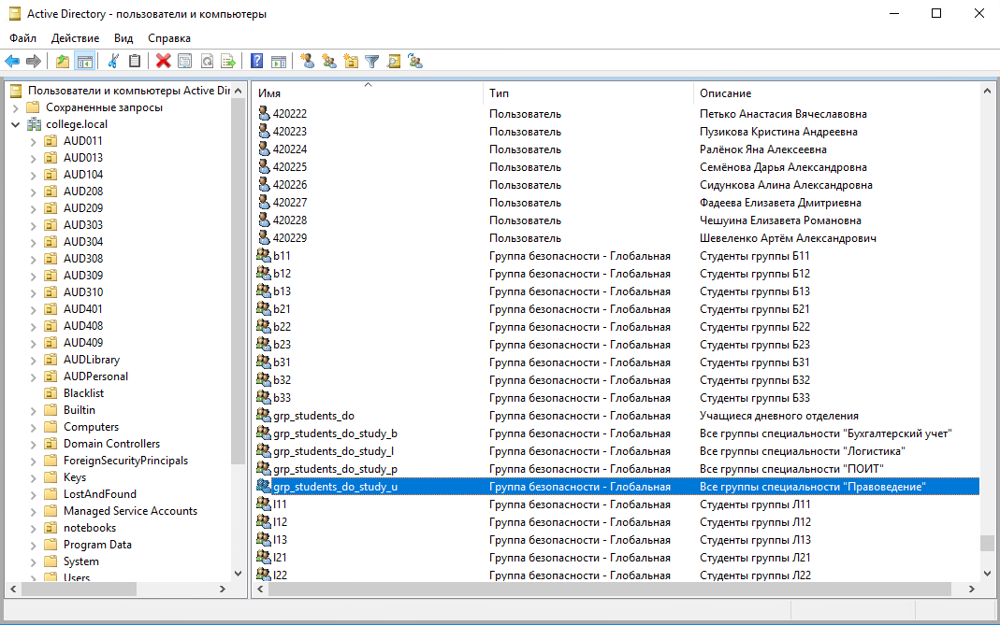 Active Directory - пользователи и компьютеры
Файл Действие Вид Справка
Пользователи и компьютеры Active Dir
Сохраненные запросы
college.local
AUD011
AUD013
AUD104
AUD208
AUD209
AUD303
AUD304
AUD308
AUD309
AUD310
AUD401
AUD408
AUD409
AUDLibrary
AUDPersonal
Blacklist
Builtin
Computers
Domain Controllers
ForeignSecurityPrincipals
Keys
LostAndFound
Managed Service Accounts
notebooks
Program Data
System
Users
Имя Тип Описание
420222 Пользователь Петько Анастасия Вячеславовна
420223 Пользователь Пузикова Кристина Андреевна
420224 Пользователь Ралёнок Яна Алексеевна
420225 Пользователь Семёнова Дарья Александровна
420226 Пользователь Сидункова Алина Александровна
420227 Пользователь Фадеева Елизавета Дмитриевна
420228 Пользователь Чешуина Елизавета Романовна
420229 Пользователь Шевеленко Артём Александрович
b11 Группа безопасности - Глобальная Студенты группы Б11
b12 Группа безопасности - Глобальная Студенты группы Б12
b13 Группа безопасности - Глобальная Студенты группы Б13
b21 Группа безопасности - Глобальная Студенты группы Б21
b22 Группа безопасности - Глобальная Студенты группы Б22
b23 Группа безопасности - Глобальная Студенты группы Б23
b31 Группа безопасности - Глобальная Студенты группы Б31
b32 Группа безопасности - Глобальная Студенты группы Б32
b33 Группа безопасности - Глобальная Студенты группы Б33
grp_students_do Группа безопасности - Глобальная Учащиеся дневного отделения
grp_students_do_study_b Группа безопасности - Глобальная Все группы специальности "Бухгалтерский учет"
grp_students_do_study_l Группа безопасности - Глобальная Все группы специальности "Логистика"
grp_students_do_study_p Группа безопасности - Глобальная Все группы специальности "ПОИТ"
grp_students_do_study_u Группа безопасности - Глобальная Все группы специальности "Правоведение"
l11 Группа безопасности - Глобальная Студенты группы Л11
l12 Группа безопасности - Глобальная Студенты группы Л12
l13 Группа безопасности - Глобальная Студенты группы Л13
l21 Группа безопасности - Глобальная Студенты группы Л21
l22 Группа безопасности - Глобальная Студенты группы Л22